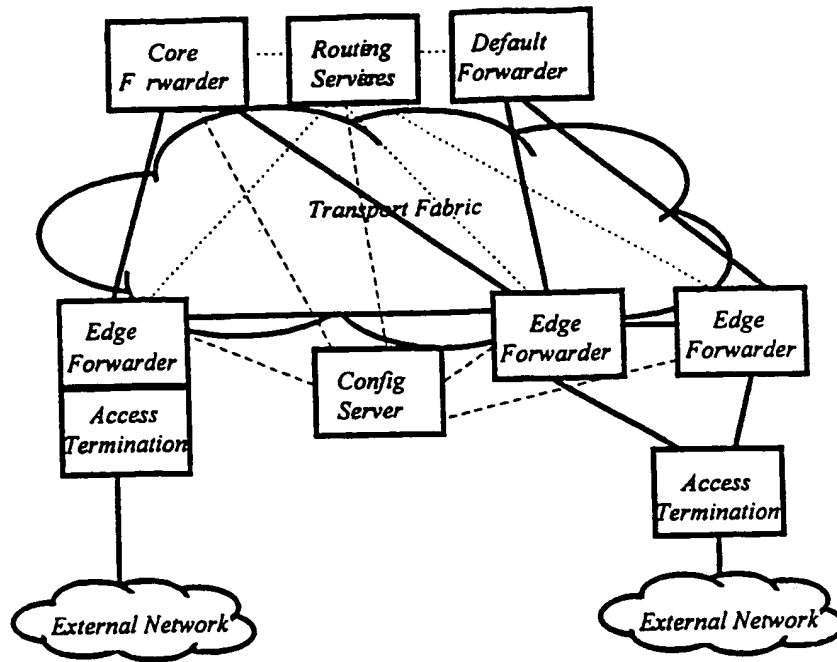 Core
F rwarder
Routing
Services
Default
Forwarder
Transport Fabric
Edge
Forwarder
Access
Termination
Config
Server
Edge
Forwarder
Edge
Forwarder
Access
Termination
External Network
External Network